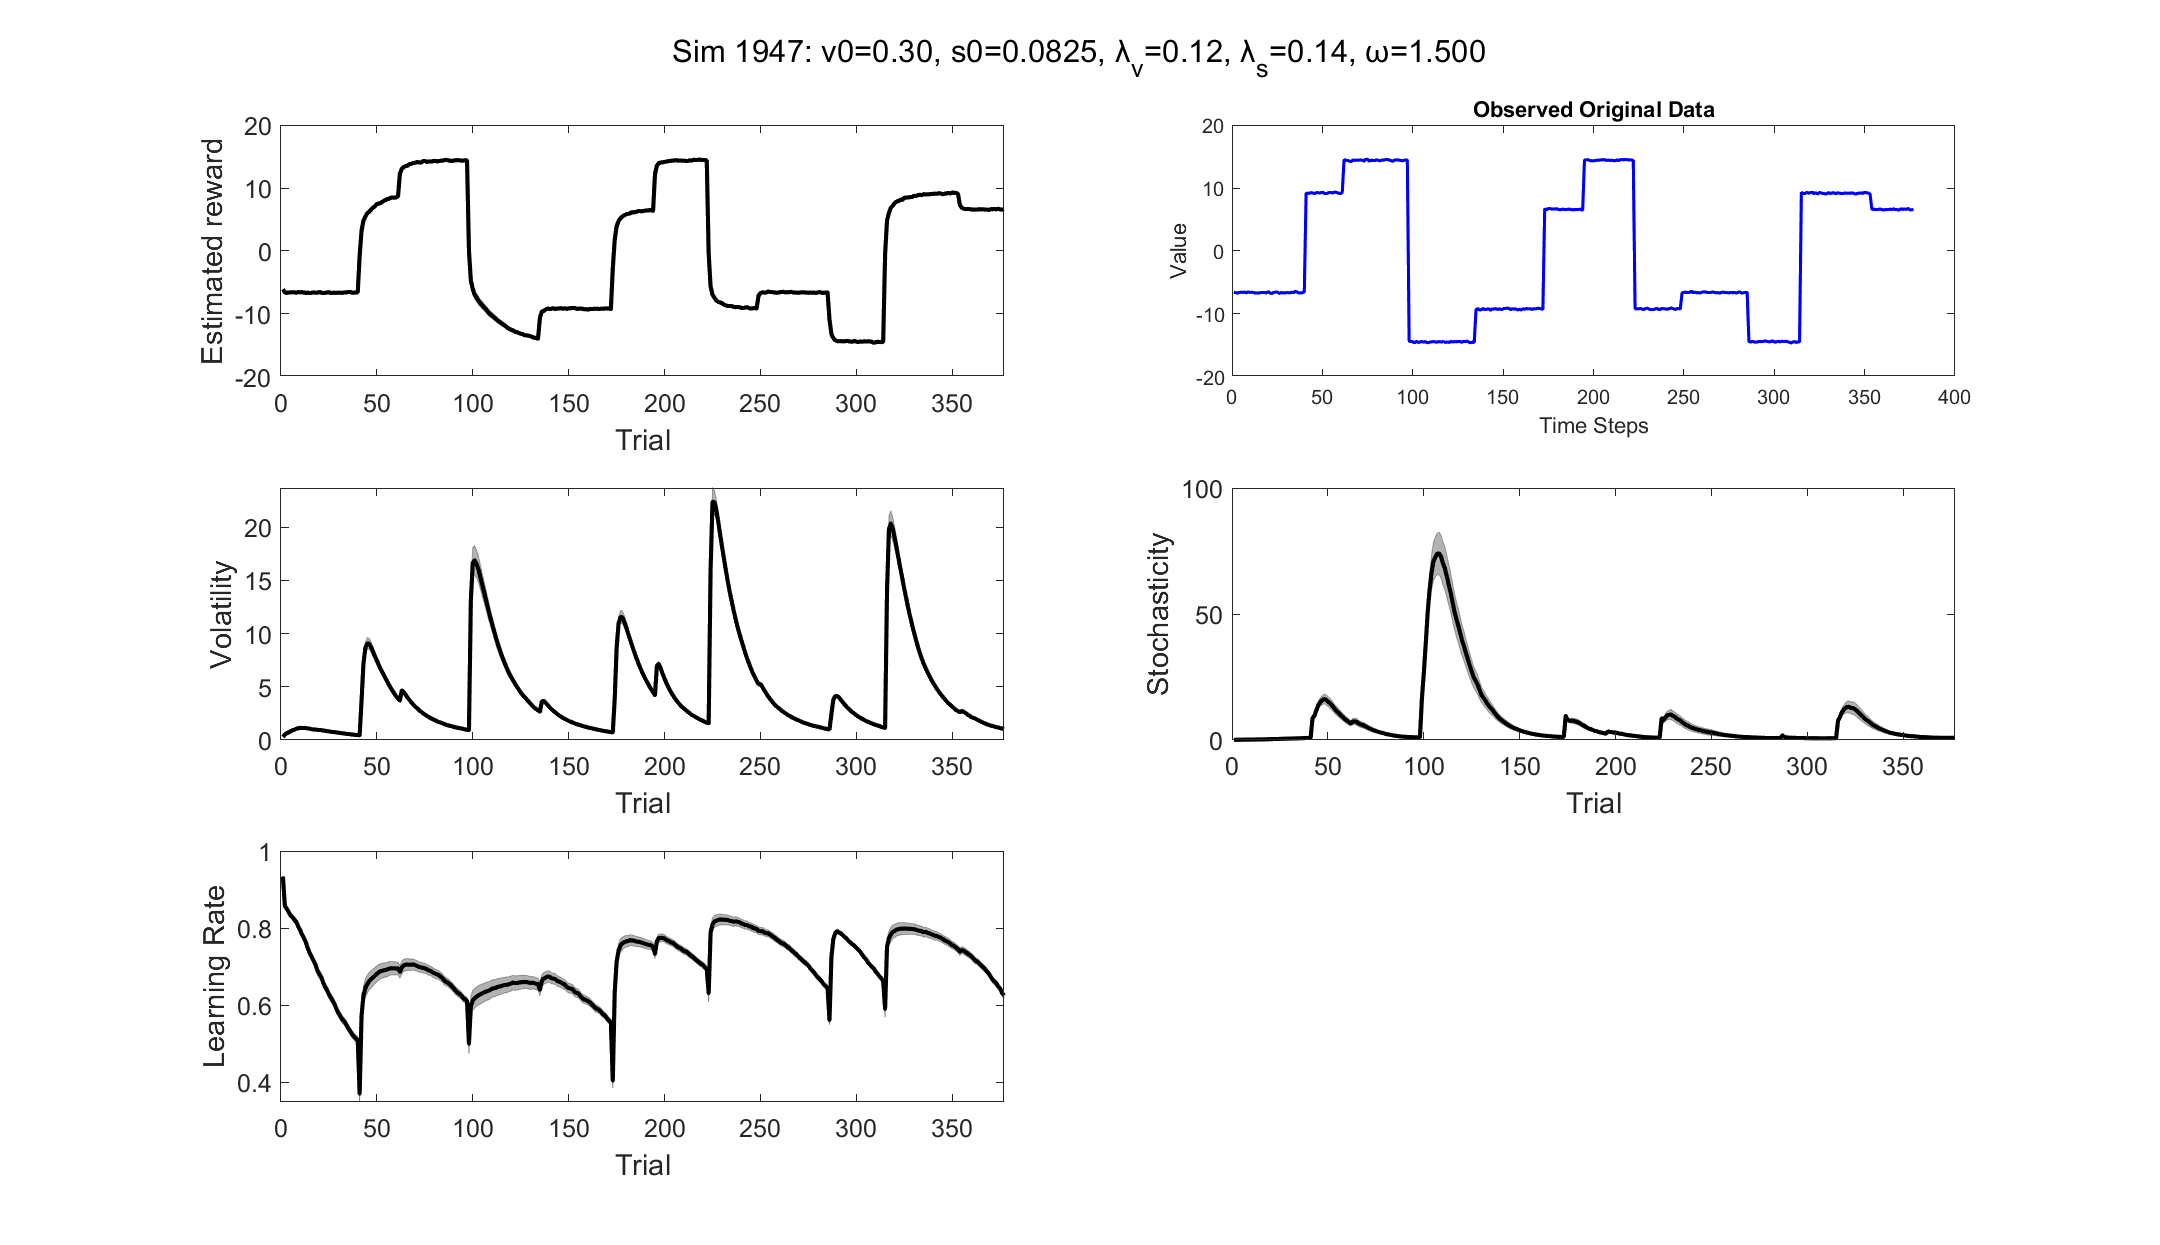 Sim 1947: v0=0.30, s0=0.0825, λ_v=0.12, λ_s=0.14, ω=1.500
Estimated reward
20
10
0
-10
-20
0 50 100 150 200 250 300 350
Trial
Observed Original Data
Value
20
10
0
-10
-20
0 50 100 150 200 250 300 350 400
Time Steps
Volatility
20
15
10
5
0
0 50 100 150 200 250 300 350
Trial
Stochasticity
100
50
0
0 50 100 150 200 250 300 350
Trial
Learning Rate
1
0.8
0.6
0.4
0 50 100 150 200 250 300 350
Trial